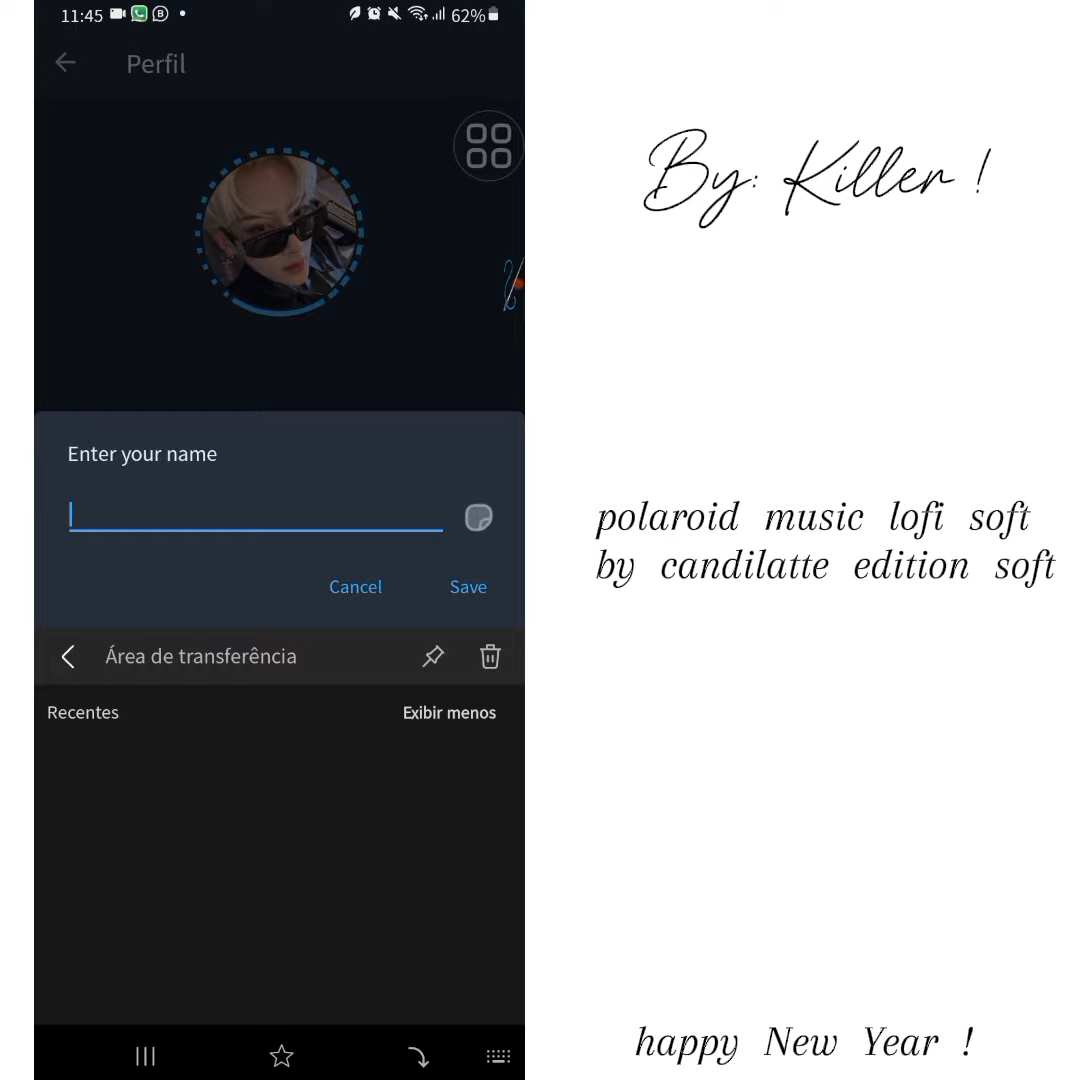 11:45
62%
Perfil
Enter your name
Cancel Save
Área de transferência
Recentes Exibir menos
By: Killer !
polaroid music lofi soft
by candilatte edition soft
happy New Year !